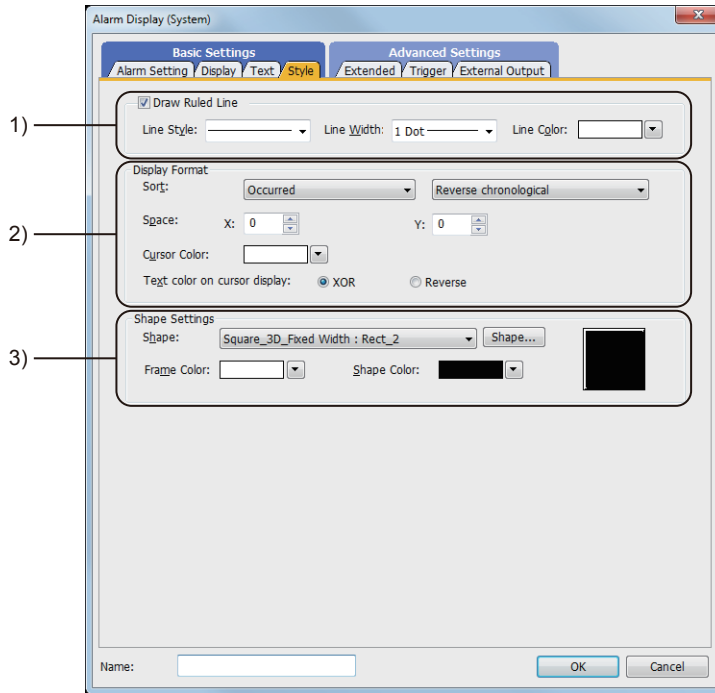 Alarm Display (System)
Basic Settings Advanced Settings
Alarm Setting Display Text Style Extended Trigger External Output
1)
Draw Ruled Line
Line Style: Line Width: 1 Dot Line Color:
2)
Display Format
Sort: Occurred Reverse chronological
Space: X: 0 Y: 0
Cursor Color:
Text color on cursor display: XOR Reverse
3)
Shape Settings
Shape: Square_3D_Fixed Width : Rect_2 Shape...
Frame Color: Shape Color:
Name: OK Cancel